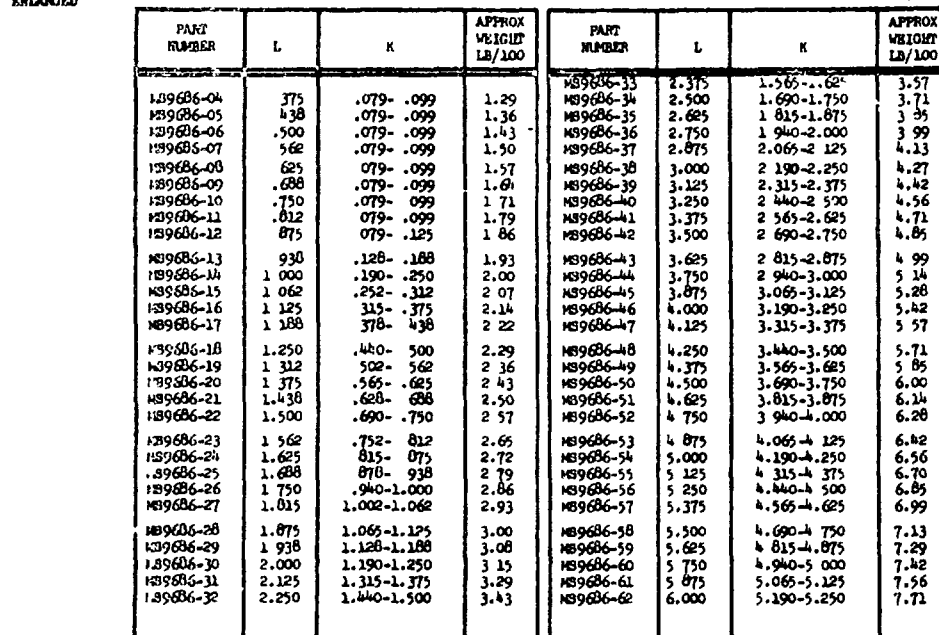 ENLARGED
PART NUMBER L K APPROX WEIGHT LB/100
MS9686-04 375 .079- .099 1.29
MS9686-05 438 .079- .099 1.36
MS9686-06 .500 .079- .099 1.43
MS9686-07 562 .079- .099 1.50
MS9686-08 625 079- .099 1.57
MS9686-09 .688 .079- .099 1.64
MS9686-10 .750 .079- 099 1 71
MS9686-11 .812 079- .099 1.79
MS9686-12 875 079- .125 1 86
MS9686-13 938 .128- .188 1.93
MS9686-14 1 000 .190- .250 2.00
MS9686-15 1 062 .252- .312 2 07
MS9686-16 1 125 315- .375 2.14
MS9686-17 1 188 378- 438 2 22
MS9686-18 1.250 .440- 500 2.29
MS9686-19 1 312 502- 562 2 36
MS9686-20 1 375 .565- .625 2 43
MS9686-21 1.438 .628- 688 2.50
MS9686-22 1.500 .690- .750 2 57
MS9686-23 1 562 .752- 812 2.65
MS9686-24 1.625 815- 875 2.72
MS9686-25 1.688 878- 938 2 79
MS9686-26 1 750 .940-1.000 2.86
MS9686-27 1.815 1.002-1.062 2.93
MS9686-28 1.875 1.065-1.125 3.00
MS9686-29 1 938 1.128-1.188 3.08
MS9686-30 2.000 1.190-1.250 3 15
MS9686-31 2.125 1.315-1.375 3.29
MS9686-32 2.250 1.440-1.500 3.43
PART NUMBER L K APPROX WEIGHT LB/100
MS9686-33 2.375 1.565-1.625 3.57
MS9686-34 2.500 1.690-1.750 3.71
MS9686-35 2.625 1 815-1.875 3 85
MS9686-36 2.750 1 940-2.000 3 99
MS9686-37 2.875 2.065-2 125 4.13
MS9686-38 3.000 2 190-2.250 4.27
MS9686-39 3.125 2.315-2.375 4.42
MS9686-40 3.250 2 440-2 500 4.56
MS9686-41 3.375 2 565-2.625 4.71
MS9686-42 3.500 2 690-2.750 4.85
MS9686-43 3.625 2 815-2.875 4 99
MS9686-44 3.750 2 940-3.000 5 14
MS9686-45 3.875 3.065-3.125 5.28
MS9686-46 4.000 3.190-3.250 5.42
MS9686-47 4.125 3.315-3.375 5 57
MS9686-48 4.250 3.440-3.500 5.71
MS9686-49 4.375 3.565-3.625 5 85
MS9686-50 4.500 3.690-3.750 6.00
MS9686-51 4.625 3.815-3.875 6.14
MS9686-52 4 750 3 940-4.000 6.28
MS9686-53 4 875 4.065-4 125 6.42
MS9686-54 5.000 4.190-4.250 6.56
MS9686-55 5 125 4 315-4 375 6.70
MS9686-56 5 250 4.440-4 500 6.85
MS9686-57 5.375 4.565-4.625 6.99
MS9686-58 5.500 4.690-4 750 7.13
MS9686-59 5.625 4 815-4.875 7.29
MS9686-60 5 750 4.940-5 000 7.42
MS9686-61 5 875 5.065-5.125 7.56
MS9686-62 6.000 5.190-5.250 7.71